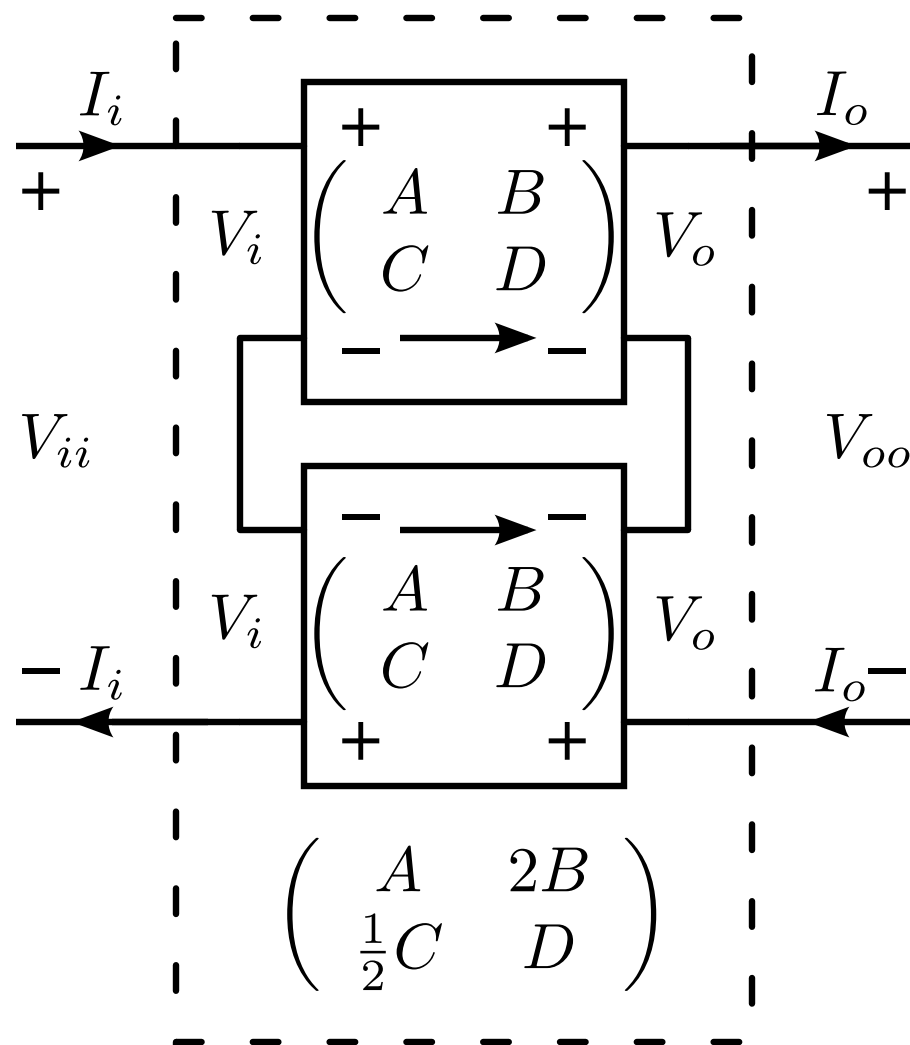 I_i I_o
+ + + +
A B
V_i C D V_o
− −
V_ii V_oo
− −
A B
V_i C D V_o
− I_i I_o −
+ +
A 2B
½C D